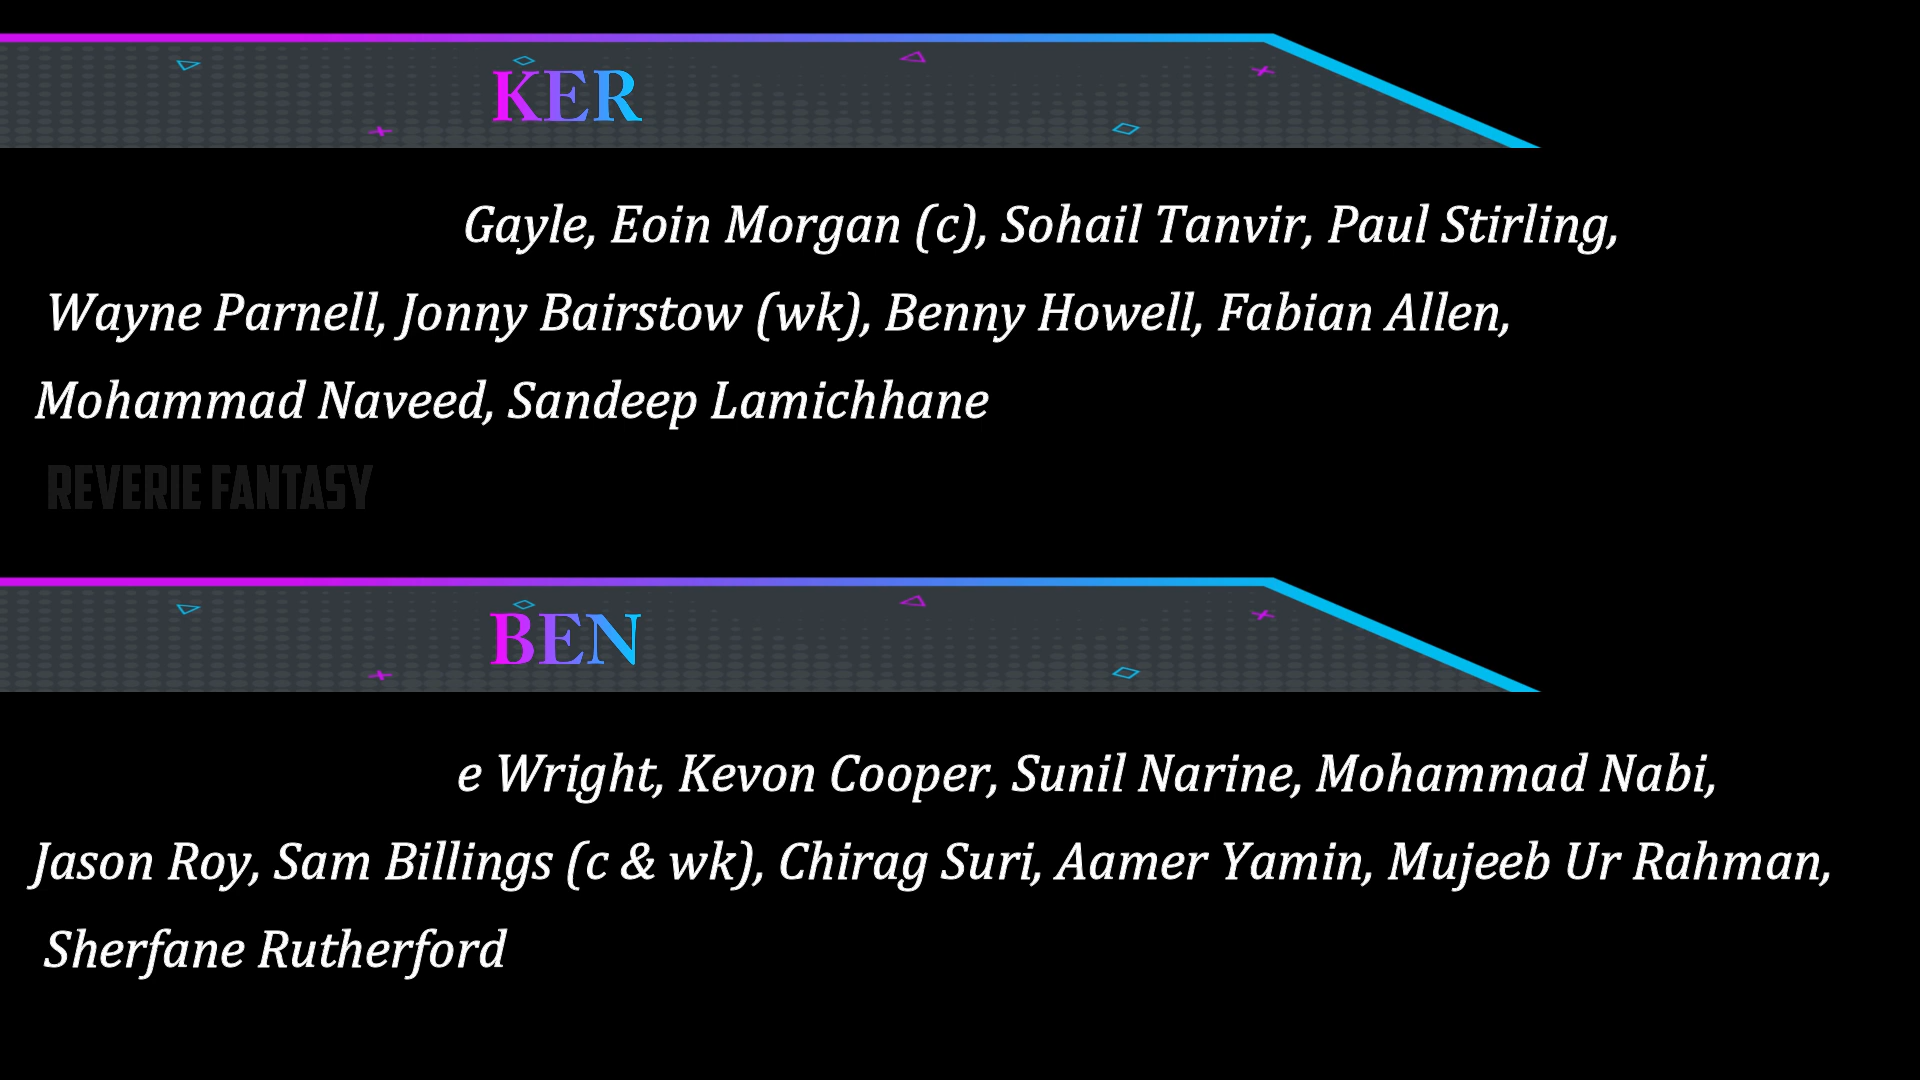 KER
Gayle, Eoin Morgan (c), Sohail Tanvir, Paul Stirling,
Wayne Parnell, Jonny Bairstow (wk), Benny Howell, Fabian Allen,
Mohammad Naveed, Sandeep Lamichhane
REVERIE FANTASY
BEN
e Wright, Kevon Cooper, Sunil Narine, Mohammad Nabi,
Jason Roy, Sam Billings (c & wk), Chirag Suri, Aamer Yamin, Mujeeb Ur Rahman,
Sherfane Rutherford